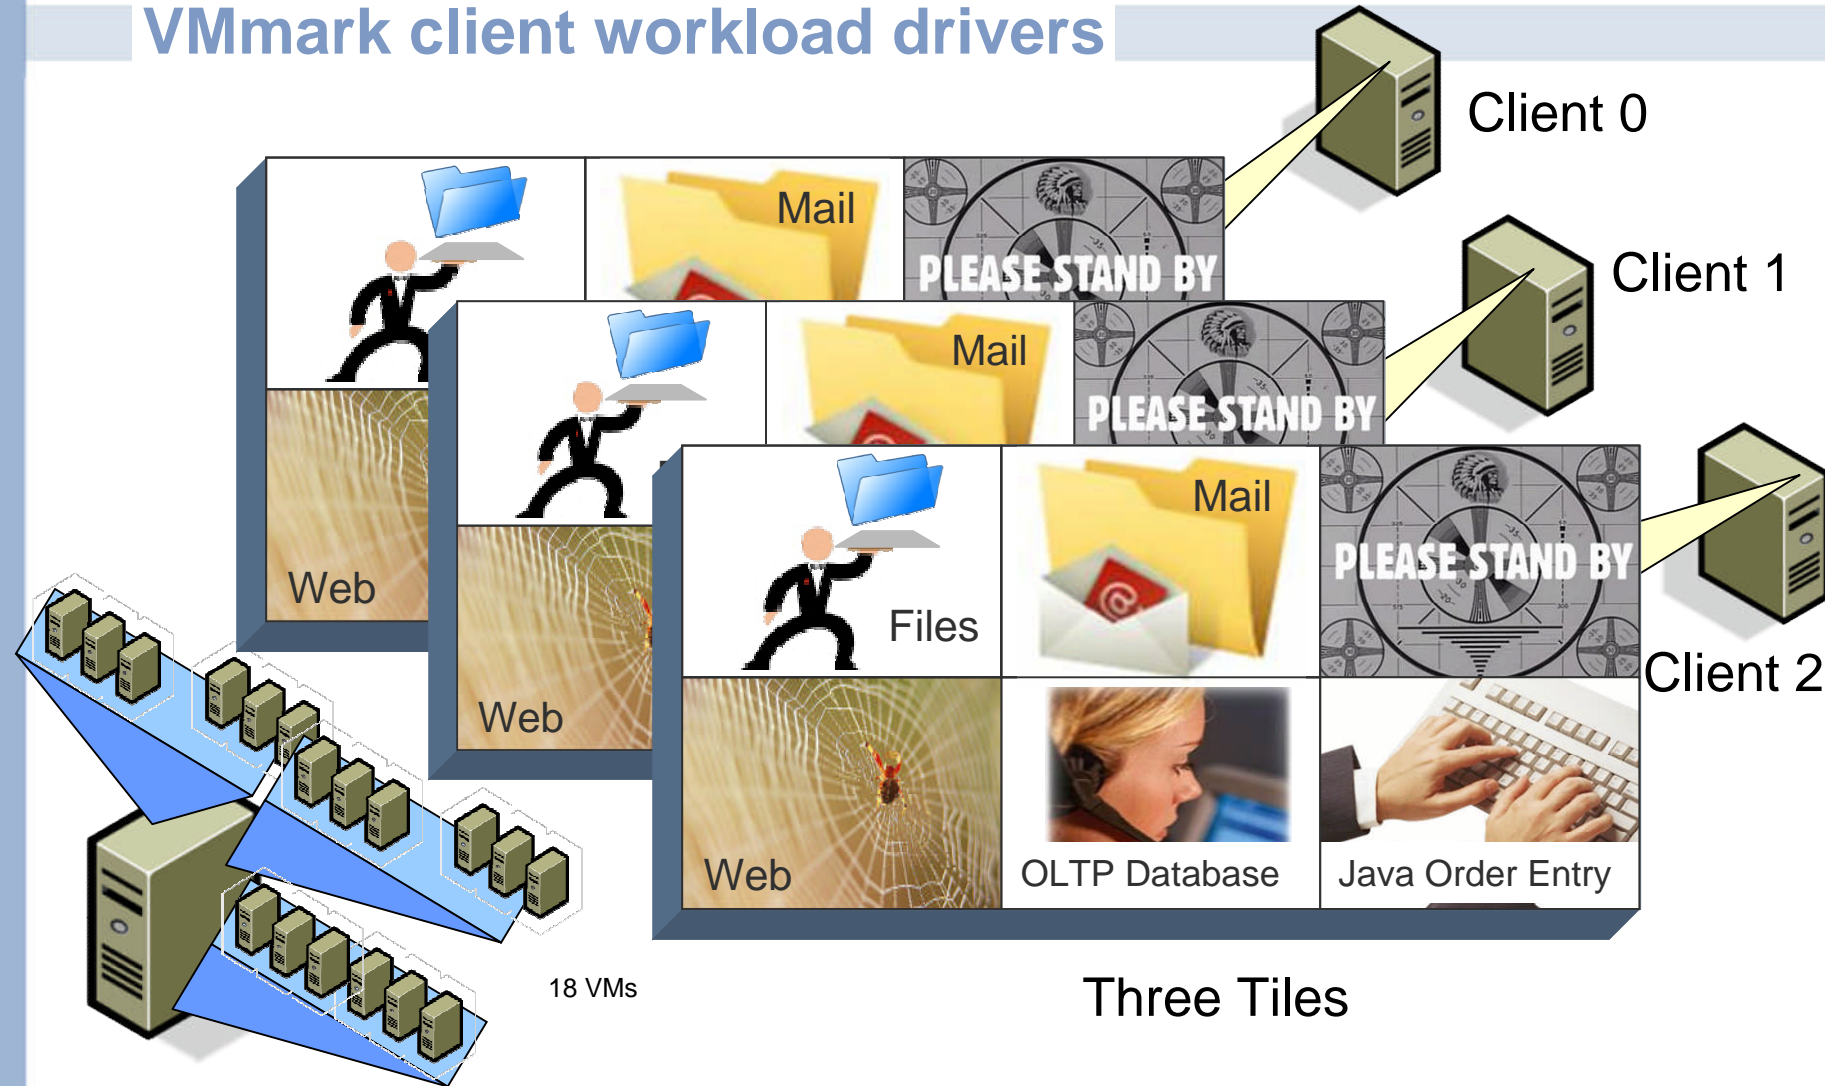 VMmark client workload drivers
Client 0
Mail
PLEASE STAND BY
Client 1
Mail
PLEASE STAND BY
Mail
PLEASE STAND BY
Web
Files
Client 2
Web
Web
OLTP Database
Java Order Entry
18 VMs
Three Tiles